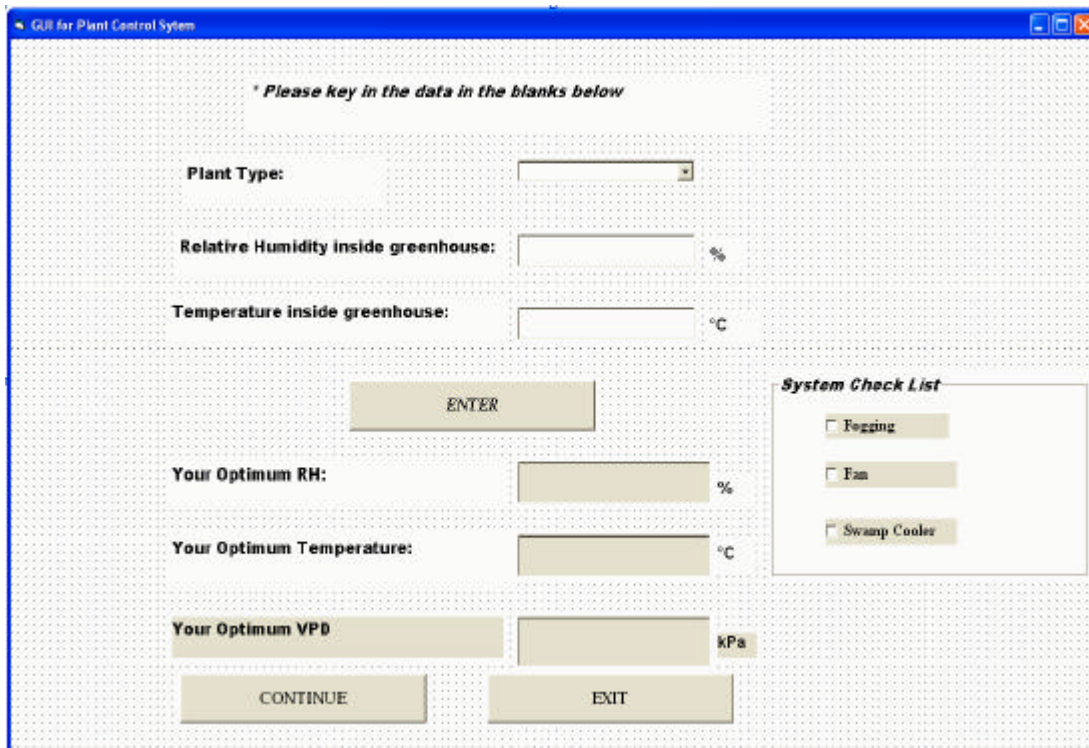 GUI for Plant Control Sytem
* Please key in the data in the blanks below
Plant Type:
Relative Humidity inside greenhouse:
%
Temperature inside greenhouse:
°C
ENTER
System Check List
Fogging
Fan
Swamp Cooler
Your Optimum RH:
%
Your Optimum Temperature:
°C
Your Optimum VPD
kPa
CONTINUE
EXIT